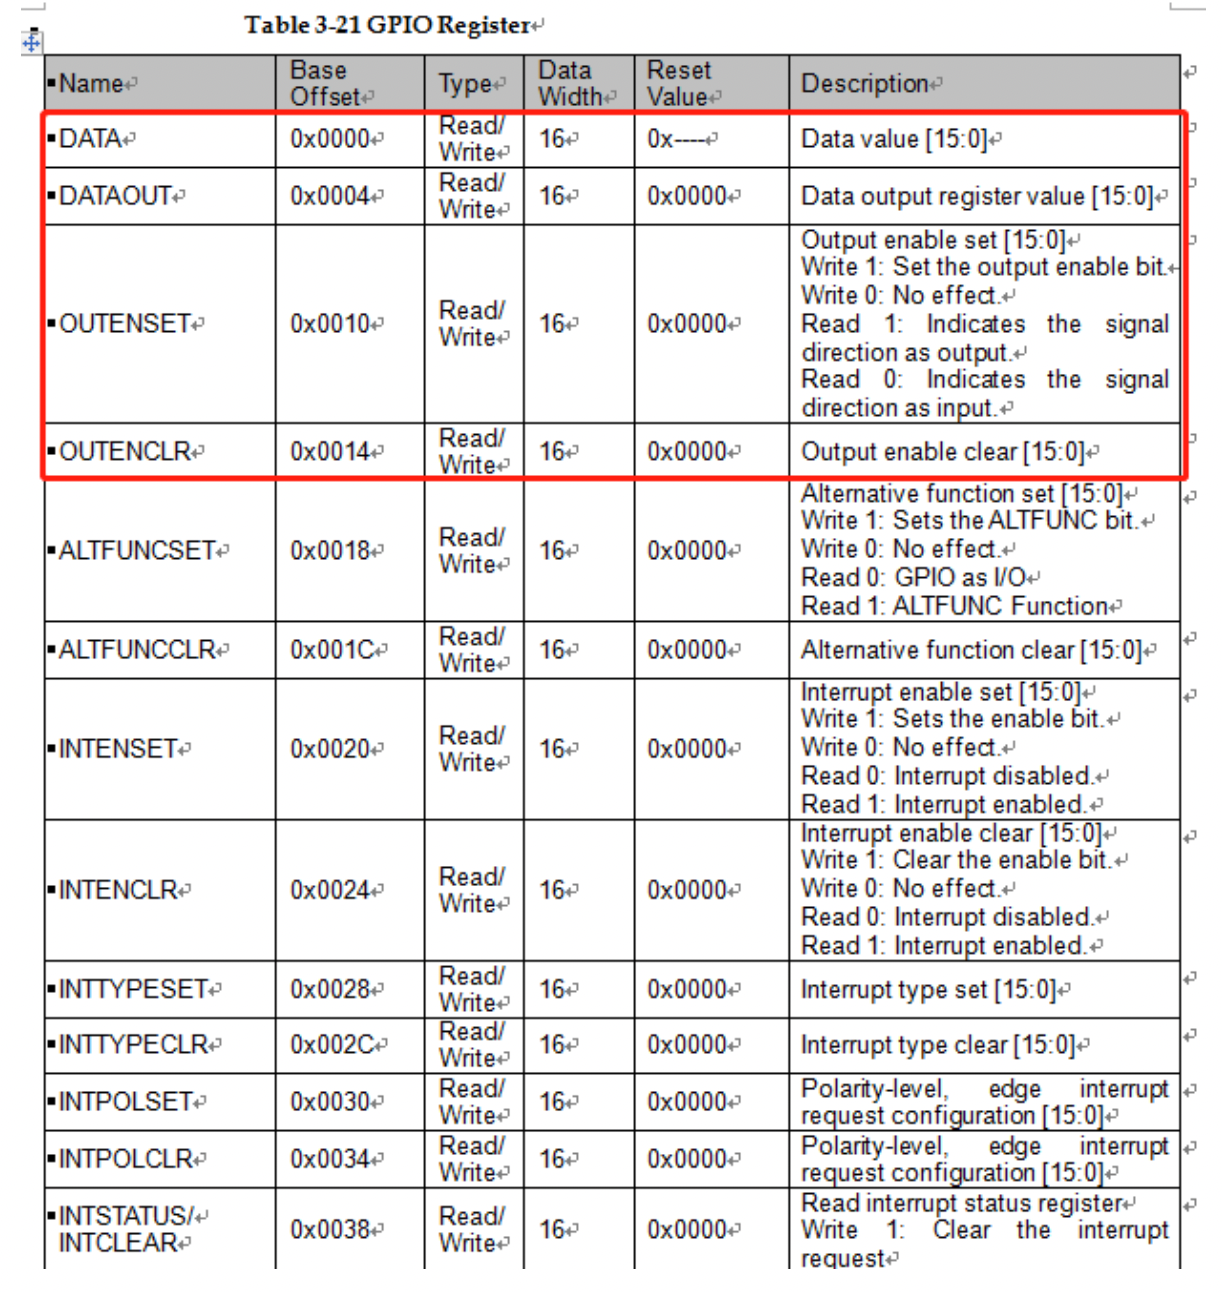 Table 3-21 GPIO Register
Name
Base
Offset
Type
Data
Width
Reset
Value
Description
DATA
0x0000
Read/
Write
16
0x----
Data value [15:0]
DATAOUT
0x0004
Read/
Write
16
0x0000
Data output register value [15:0]
OUTENSET
0x0010
Read/
Write
16
0x0000
Output enable set [15:0]
Write 1: Set the output enable bit.
Write 0: No effect.
Read 1: Indicates the signal
direction as output.
Read 0: Indicates the signal
direction as input.
OUTENCLR
0x0014
Read/
Write
16
0x0000
Output enable clear [15:0]
ALTFUNCSET
0x0018
Read/
Write
16
0x0000
Alternative function set [15:0]
Write 1: Sets the ALTFUNC bit.
Write 0: No effect.
Read 0: GPIO as I/O
Read 1: ALTFUNC Function
ALTFUNCCLR
0x001C
Read/
Write
16
0x0000
Alternative function clear [15:0]
INTENSET
0x0020
Read/
Write
16
0x0000
Interrupt enable set [15:0]
Write 1: Sets the enable bit.
Write 0: No effect.
Read 0: Interrupt disabled.
Read 1: Interrupt enabled.
INTENCLR
0x0024
Read/
Write
16
0x0000
Interrupt enable clear [15:0]
Write 1: Clear the enable bit.
Write 0: No effect.
Read 0: Interrupt disabled.
Read 1: Interrupt enabled.
INTTYPESET
0x0028
Read/
Write
16
0x0000
Interrupt type set [15:0]
INTTYPECLR
0x002C
Read/
Write
16
0x0000
Interrupt type clear [15:0]
INTPOLSET
0x0030
Read/
Write
16
0x0000
Polarity-level, edge interrupt
request configuration [15:0]
INTPOLCLR
0x0034
Read/
Write
16
0x0000
Polarity-level, edge interrupt
request configuration [15:0]
INTSTATUS/
INTCLEAR
0x0038
Read/
Write
16
0x0000
Read interrupt status register
Write 1: Clear the interrupt
request